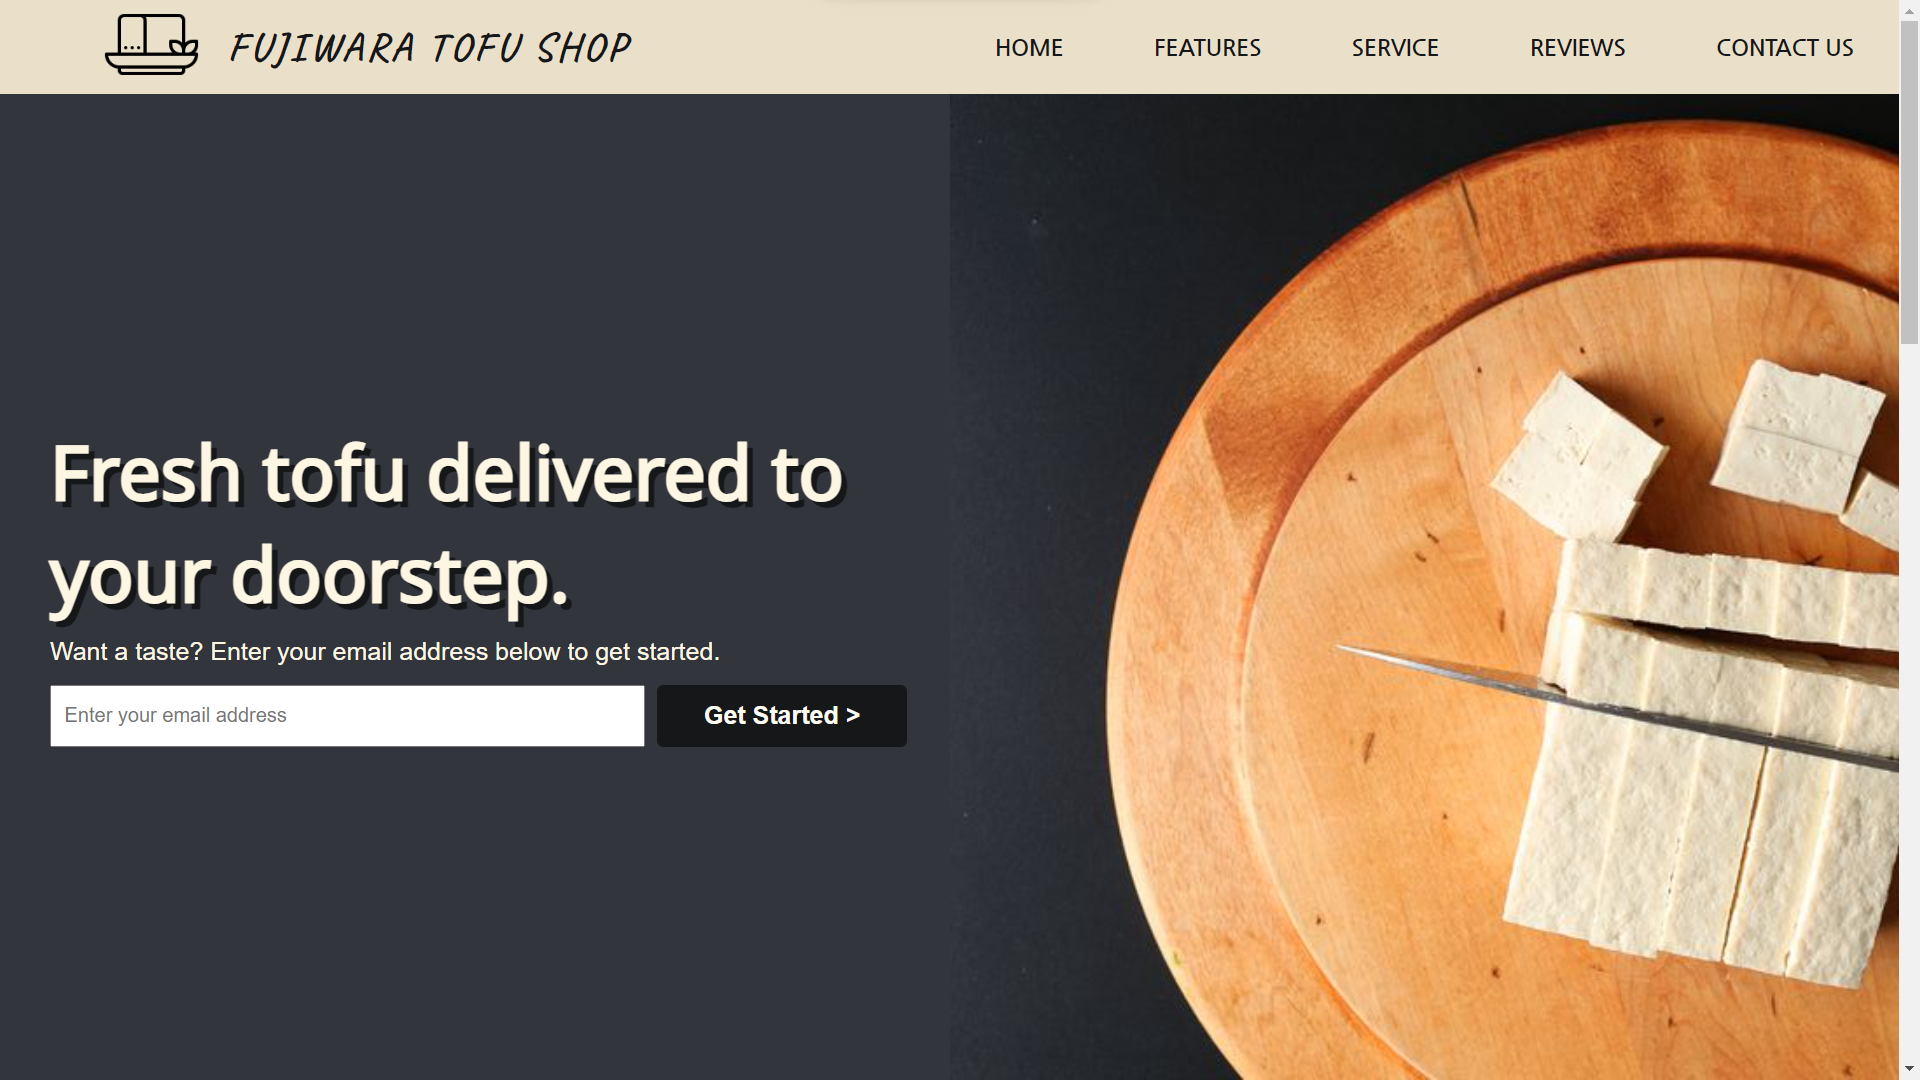 FUJIWARA TOFU SHOP
HOME
FEATURES
SERVICE
REVIEWS
CONTACT US
Fresh tofu delivered to
your doorstep.
Want a taste? Enter your email address below to get started.
Enter your email address
Get Started >